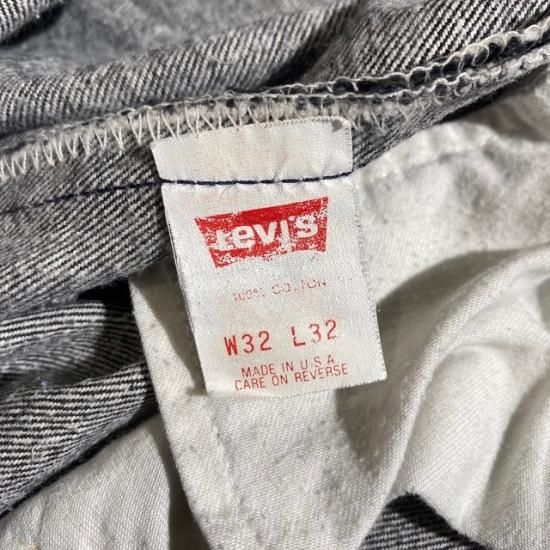 Levi's
100% COTTON
W32 L32
MADE IN U.S.A.
CARE ON REVERSE